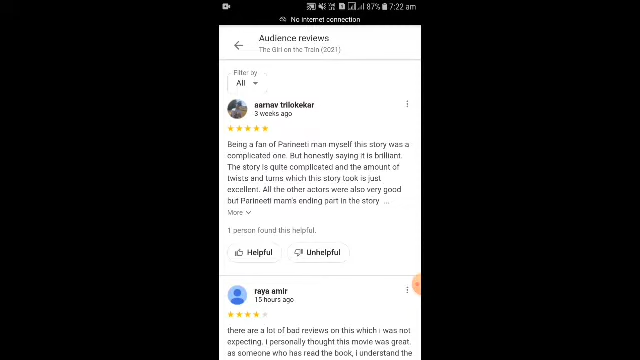 87% 7:22 am
No internet connection
Audience reviews
The Girl on the Train (2021)
Filter by
All
aarnav trilokekar
3 weeks ago
Being a fan of Parineeti mam myself this story was a
complicated one. But honestly saying it is brilliant.
The story is quite complicated and the amount of
twists and turns which this story took is just
excellent. All the other actors were also very good
but Parineeti mam's ending part in the story ...
More
1 person found this helpful.
Helpful
Unhelpful
raya amir
15 hours ago
there are a lot of bad reviews on this which i was not
expecting. i personally thought this movie was great.
as someone who has read the book, i understand the